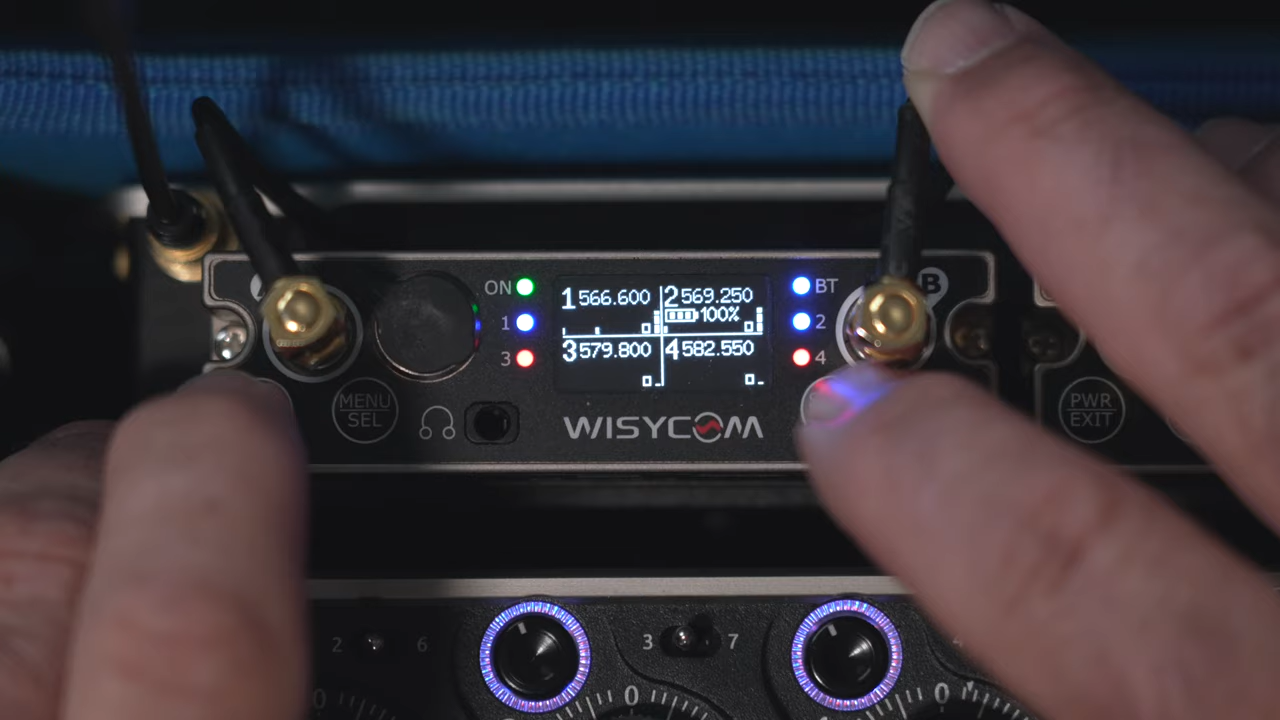 B
ON
BT
1 566.600
2 569.250
100%
1
2
3 579.800
4 582.550
3
4
MENU
SEL
PWR
EXIT
WISYCOM
2 6
3 7
0
0